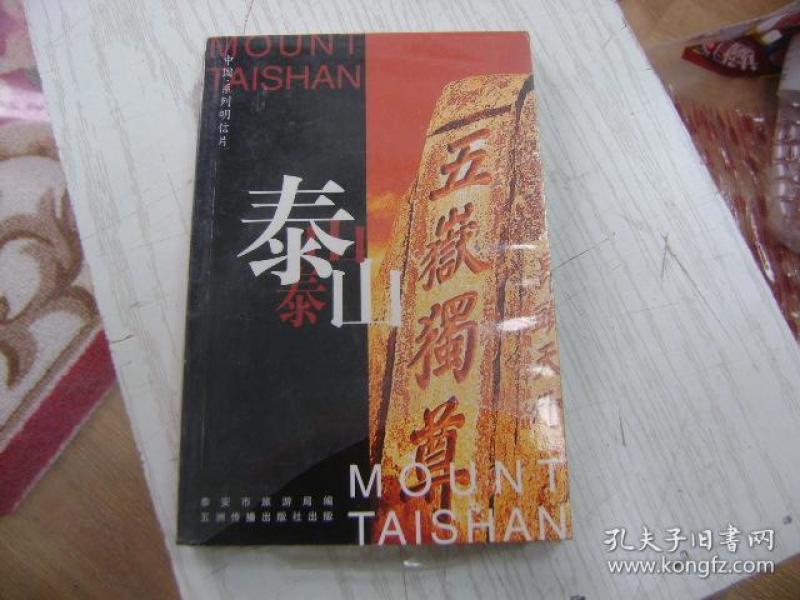 MOUNT
TAISHAN
中国·系列明信片
泰山
泰山
五嶽獨尊
天
MOUNT
TAISHAN
泰安市旅游局编
五洲传播出版社出版
孔夫子旧书网
www.kongfz.com